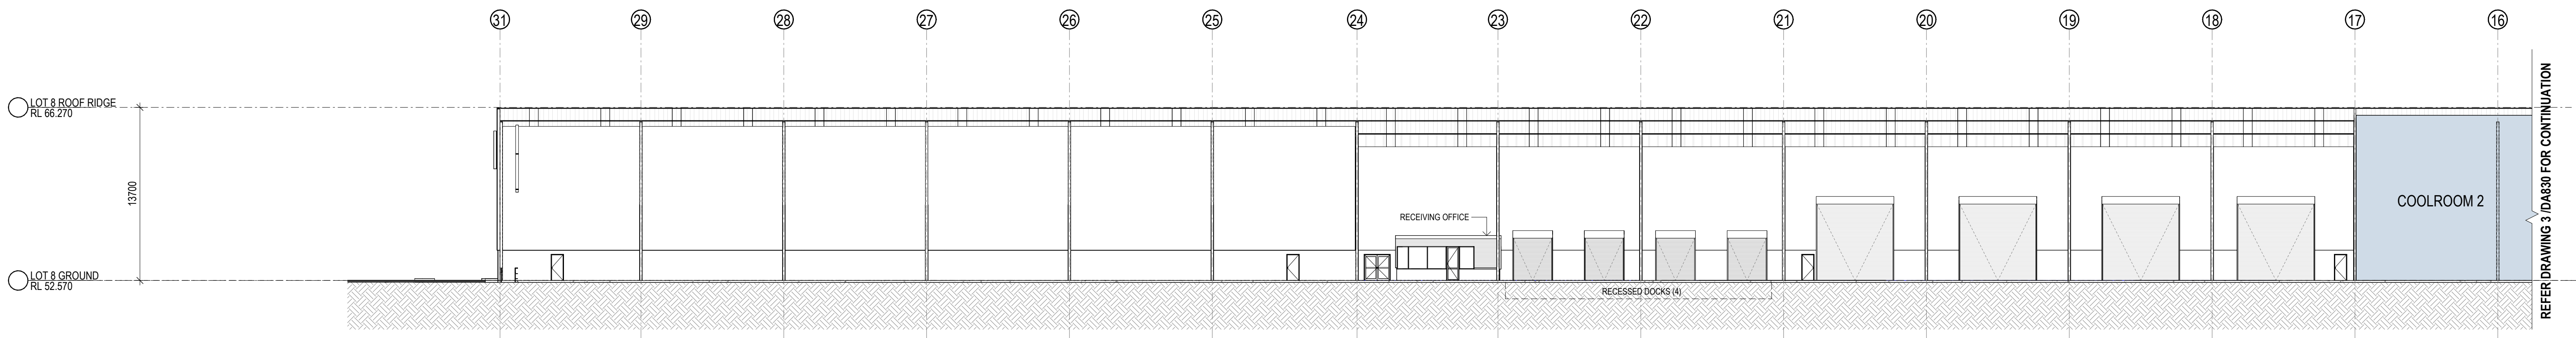 31 29 28 27 26 25 24 23 22 21 20 19 18 17 16
LOT 8 ROOF RIDGE
RL 66.270
13700
RECEIVING OFFICE
COOLROOM 2
REFER DRAWING 3 /DA830 FOR CONTINUATION
LOT 8 GROUND
RL 52.570
RECESSED DOCKS (4)